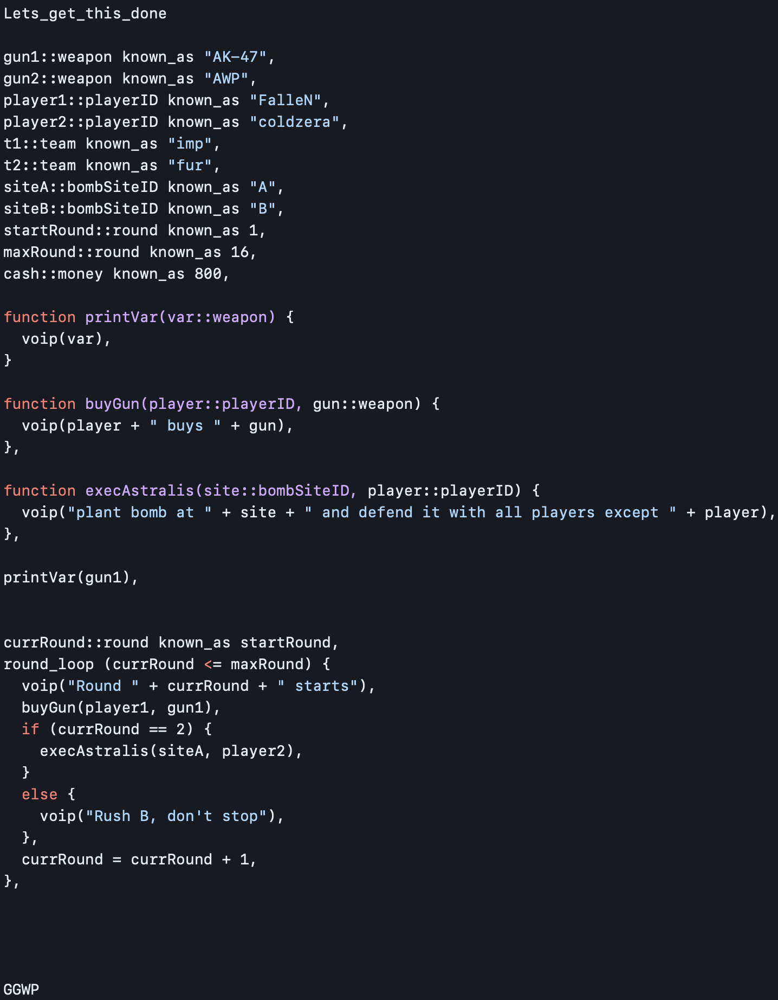 Lets_get_this_done
gun1::weapon known_as "AK-47",
gun2::weapon known_as "AWP",
player1::playerID known_as "FalleN",
player2::playerID known_as "coldzera",
t1::team known_as "imp",
t2::team known_as "fur",
siteA::bombSiteID known_as "A",
siteB::bombSiteID known_as "B",
startRound::round known_as 1,
maxRound::round known_as 16,
cash::money known_as 800,
function printVar(var::weapon) {
  voip(var),
}
function buyGun(player::playerID, gun::weapon) {
  voip(player + " buys " + gun),
},
function execAstralis(site::bombSiteID, player::playerID) {
  voip("plant bomb at " + site + " and defend it with all players except " + player),
},
printVar(gun1),
currRound::round known_as startRound,
round_loop (currRound <= maxRound) {
  voip("Round " + currRound + " starts"),
  buyGun(player1, gun1),
  if (currRound == 2) {
    execAstralis(siteA, player2),
  }
  else {
    voip("Rush B, don't stop"),
  },
  currRound = currRound + 1,
},
GGWP